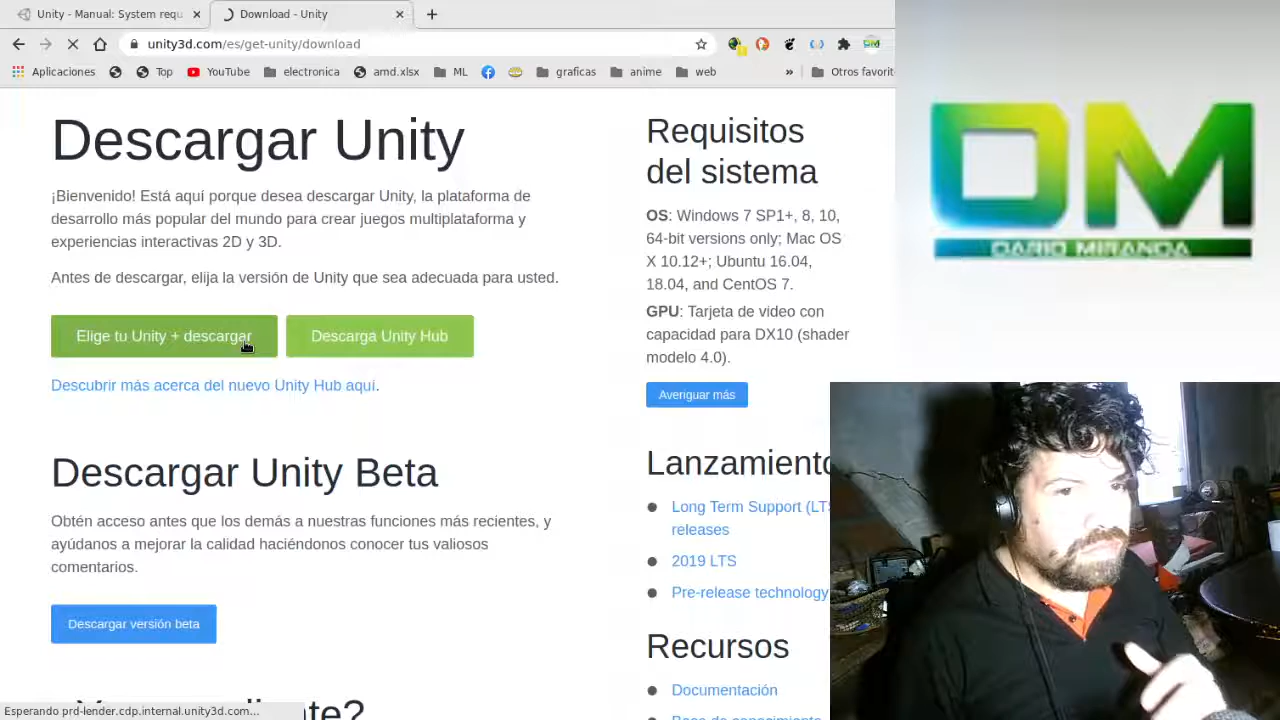 Unity - Manual: System requ
Download - Unity
unity3d.com/es/get-unity/download
Aplicaciones
Top
YouTube
electronica
amd.xlsx
ML
graficas
anime
web
»
Otros favorit
Descargar Unity
¡Bienvenido! Está aquí porque desea descargar Unity, la plataforma de
desarrollo más popular del mundo para crear juegos multiplataforma y
experiencias interactivas 2D y 3D.
Antes de descargar, elija la versión de Unity que sea adecuada para usted.
Elige tu Unity + descargar
Descarga Unity Hub
Descubrir más acerca del nuevo Unity Hub aquí.
Descargar Unity Beta
Obtén acceso antes que los demás a nuestras funciones más recientes, y
ayúdanos a mejorar la calidad haciéndonos conocer tus valiosos
comentarios.
Descargar versión beta
Esperando prd-lender.cdp.internal.unity3d.com...
Requisitos
del sistema
OS: Windows 7 SP1+, 8, 10,
64-bit versions only; Mac OS
X 10.12+; Ubuntu 16.04,
18.04, and CentOS 7.
GPU: Tarjeta de video con
capacidad para DX10 (shader
modelo 4.0).
Averiguar más
Lanzamiento
Long Term Support (LTS
releases
2019 LTS
Pre-release technology
Recursos
Documentación
DM
DARIO MIRANDA